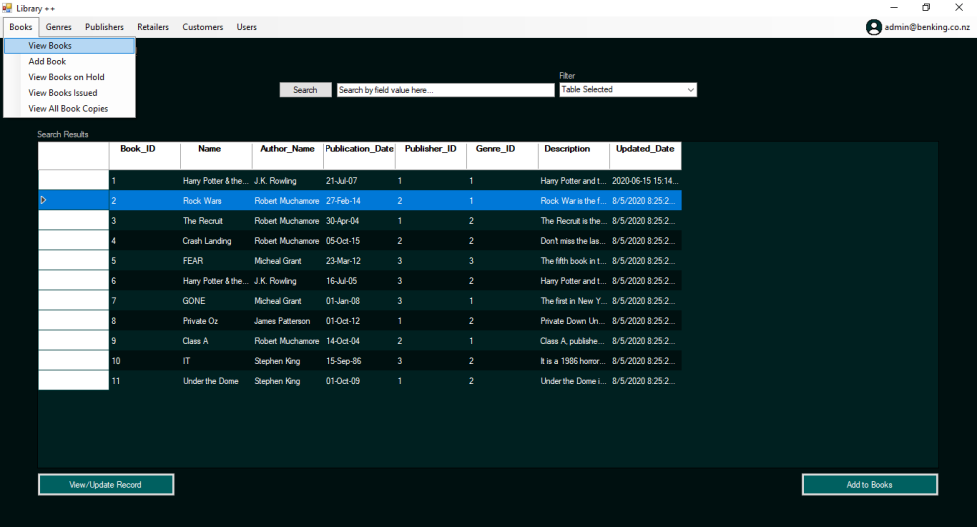 Library ++
Books Genres Publishers Retailers Customers Users admin@benking.co.nz
View Books
Add Book
View Books on Hold
View Books Issued
View All Book Copies
Filter
Search Search by field value here... Table Selected
Search Results
Book_ID Name Author_Name Publication_Date Publisher_ID Genre_ID Description Updated_Date
1 Harry Potter & the... J.K. Rowling 21-Jul-07 1 1 Harry Potter and t... 2020-06-15 15:14...
2 Rock Wars Robert Muchamore 27-Feb-14 2 1 Rock War is the f... 8/5/2020 8:25:2...
3 The Recruit Robert Muchamore 30-Apr-04 1 2 The Recruit is the... 8/5/2020 8:25:2...
4 Crash Landing Robert Muchamore 05-Oct-15 2 2 Don't miss the las... 8/5/2020 8:25:2...
5 FEAR Micheal Grant 23-Mar-12 3 3 The fifth book in t... 8/5/2020 8:25:2...
6 Harry Potter & the... J.K. Rowling 16-Jul-05 3 2 Harry Potter and t... 8/5/2020 8:25:2...
7 GONE Micheal Grant 01-Jan-08 3 1 The first in New Y... 8/5/2020 8:25:2...
8 Private Oz James Patterson 01-Oct-12 1 2 Private Down Un... 8/5/2020 8:25:2...
9 Class A Robert Muchamore 14-Oct-04 2 1 Class A, publishe... 8/5/2020 8:25:2...
10 IT Stephen King 15-Sep-86 3 2 It is a 1986 horror... 8/5/2020 8:25:2...
11 Under the Dome Stephen King 01-Oct-09 1 2 Under the Dome i... 8/5/2020 8:25:2...
View/Update Record Add to Books